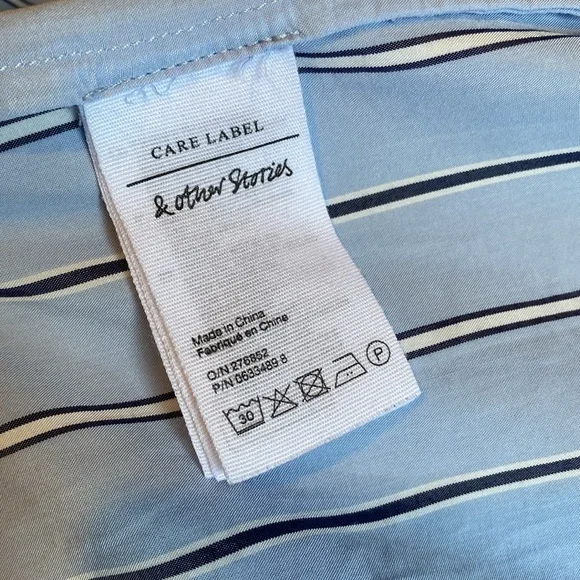 CARE LABEL
& other Stories
Made in China
Fabriqué en Chine
O/N 276852
P/N 0633489 8
30 P